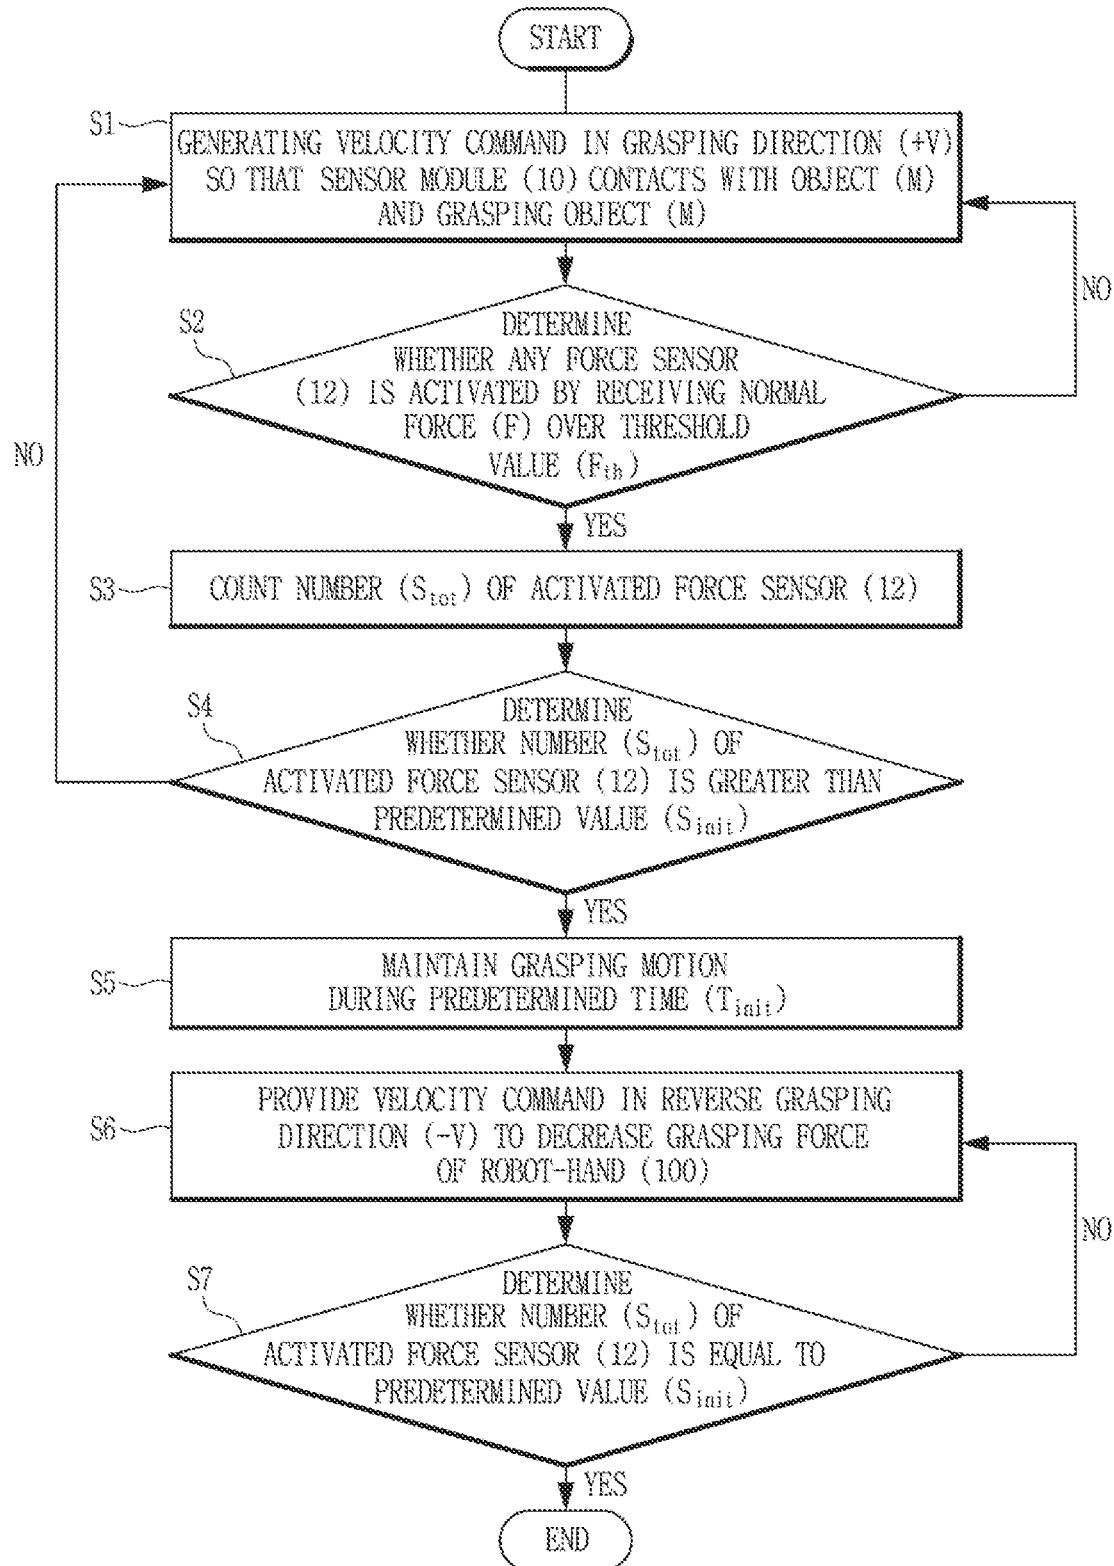 START
S1
GENERATING VELOCITY COMMAND IN GRASPING DIRECTION (+V)
SO THAT SENSOR MODULE (10) CONTACTS WITH OBJECT (M)
AND GRASPING OBJECT (M)
NO
S2
DETERMINE
WHETHER ANY FORCE SENSOR
(12) IS ACTIVATED BY RECEIVING NORMAL
FORCE (F) OVER THRESHOLD
VALUE (Fth)
NO
YES
S3
COUNT NUMBER (Stot) OF ACTIVATED FORCE SENSOR (12)
S4
DETERMINE
WHETHER NUMBER (Stot) OF
ACTIVATED FORCE SENSOR (12) IS GREATER THAN
PREDETERMINED VALUE (Sinit)
YES
S5
MAINTAIN GRASPING MOTION
DURING PREDETERMINED TIME (Tinit)
S6
PROVIDE VELOCITY COMMAND IN REVERSE GRASPING
DIRECTION (-V) TO DECREASE GRASPING FORCE
OF ROBOT-HAND (100)
NO
S7
DETERMINE
WHETHER NUMBER (Stot) OF
ACTIVATED FORCE SENSOR (12) IS EQUAL TO
PREDETERMINED VALUE (Sinit)
YES
END